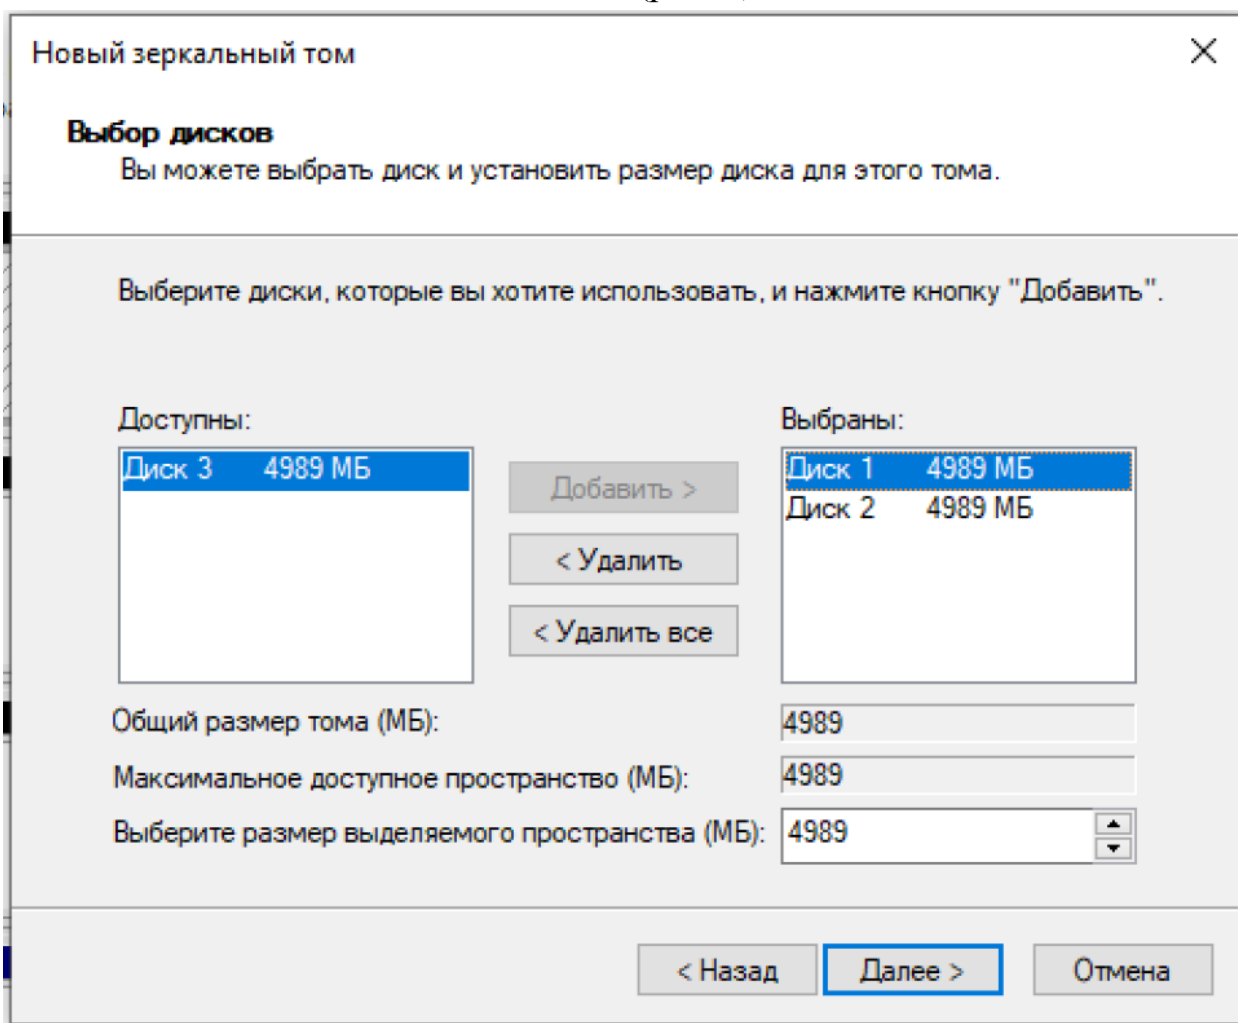 Новый зеркальный том
Выбор дисков
Вы можете выбрать диск и установить размер диска для этого тома.
Выберите диски, которые вы хотите использовать, и нажмите кнопку "Добавить".
Доступны:
Выбраны:
Диск 3 4989 МБ
Добавить >
< Удалить
< Удалить все
Диск 1 4989 МБ
Диск 2 4989 МБ
Общий размер тома (МБ): 4989
Максимальное доступное пространство (МБ): 4989
Выберите размер выделяемого пространства (МБ): 4989
< Назад Далее > Отмена